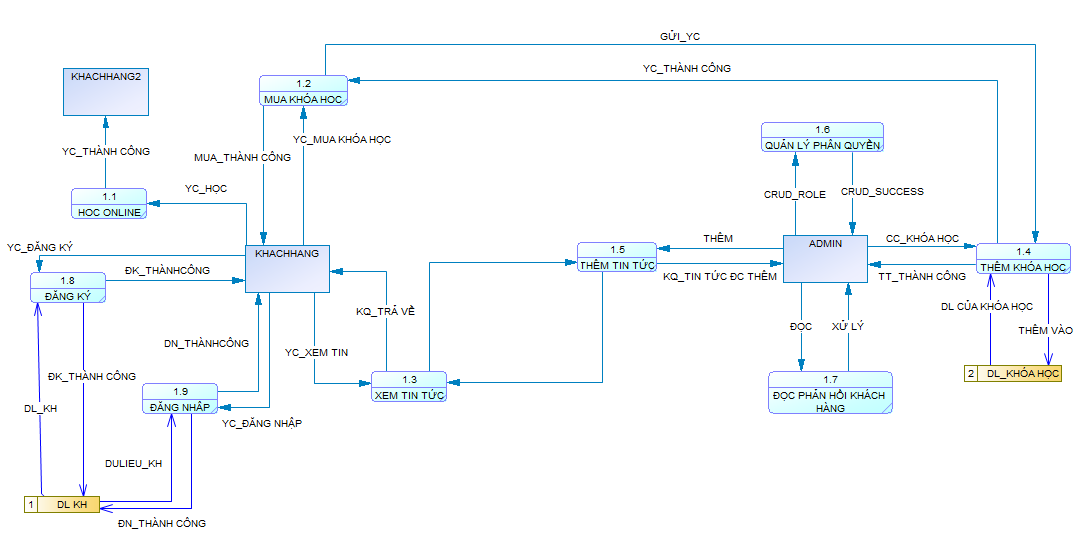 GỬI_YC
KHACHHANG2
YC_THÀNH CÔNG
1.2
MUA KHÓA HỌC
YC_THÀNH CÔNG
YC_MUA KHÓA HỌC
MUA_THÀNH CÔNG
1.6
QUẢN LÝ PHÂN QUYỀN
CRUD_ROLE
CRUD_SUCCESS
YC_HỌC
1.1
HỌC ONLINE
YC_ĐĂNG KÝ
KHACHHANG
THÊM
ADMIN
CC_KHÓA HỌC
1.5
THÊM TIN TỨC
1.4
THÊM KHÓA HỌC
ĐK_THÀNHCÔNG
KQ_TIN TỨC ĐC THÊM
TT_THÀNH CÔNG
1.8
ĐĂNG KÝ
KQ_TRẢ VỀ
DL CỦA KHÓA HỌC
ĐỌC
XỬ LÝ
THÊM VÀO
DN_THÀNHCÔNG
YC_XEM TIN
ĐK_THÀNH CÔNG
1.3
XEM TIN TỨC
1.7
ĐỌC PHẢN HỒI KHÁCH
HÀNG
2
DL_KHÓA HỌC
1.9
ĐĂNG NHẬP
DL_KH
YC_ĐĂNG NHẬP
DULIEU_KH
1
DL KH
ĐN_THÀNH CÔNG